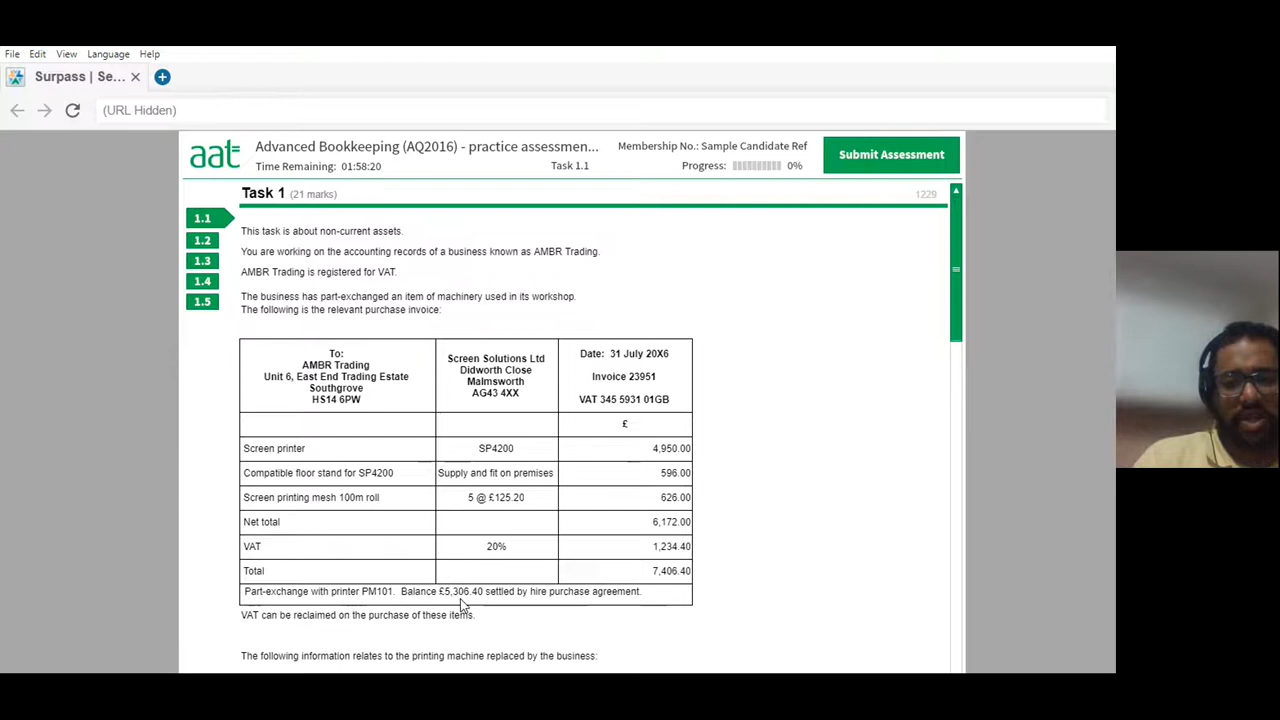 File Edit View Language Help
Surpass | Se...
(URL Hidden)
aat
Advanced Bookkeeping (AQ2016) - practice assessmen...
Membership No.: Sample Candidate Ref
Submit Assessment
Time Remaining: 01:58:20
Task 1.1
Progress:
0%
Task 1 (21 marks)
1229
1.1
1.2
1.3
1.4
1.5
This task is about non-current assets.
You are working on the accounting records of a business known as AMBR Trading.
AMBR Trading is registered for VAT.
The business has part-exchanged an item of machinery used in its workshop.
The following is the relevant purchase invoice:
To:
AMBR Trading
Unit 6, East End Trading Estate
Southgrove
HS14 6PW
Screen Solutions Ltd
Didworth Close
Malmsworth
AG43 4XX
Date: 31 July 20X6
Invoice 23951
VAT 345 5931 01GB
£
Screen printer SP4200 4,950.00
Compatible floor stand for SP4200 Supply and fit on premises 596.00
Screen printing mesh 100m roll 5 @ £125.20 626.00
Net total 6,172.00
VAT 20% 1,234.40
Total 7,406.40
Part-exchange with printer PM101. Balance £5,306.40 settled by hire purchase agreement.
VAT can be reclaimed on the purchase of these items.
The following information relates to the printing machine replaced by the business: